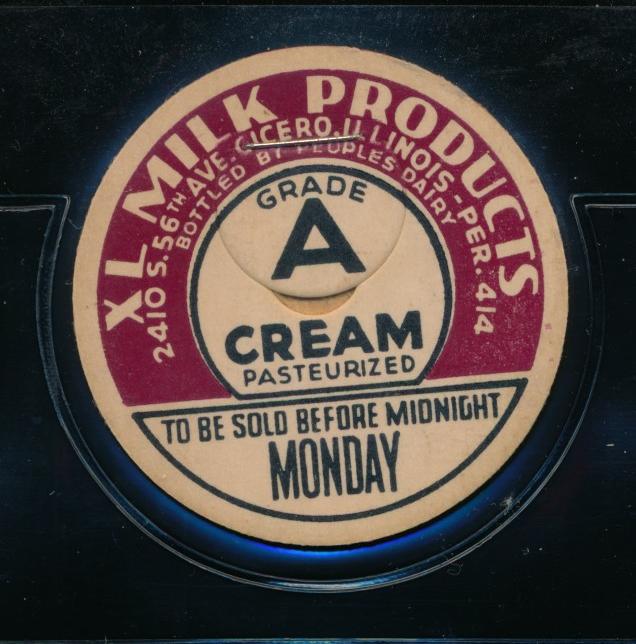 XL MILK PRODUCTS
2410 S. 56TH AVE. CICERO, ILLINOIS - PER. 414
BOTTLED BY PEOPLES DAIRY
GRADE
A
CREAM
PASTEURIZED
TO BE SOLD BEFORE MIDNIGHT
MONDAY